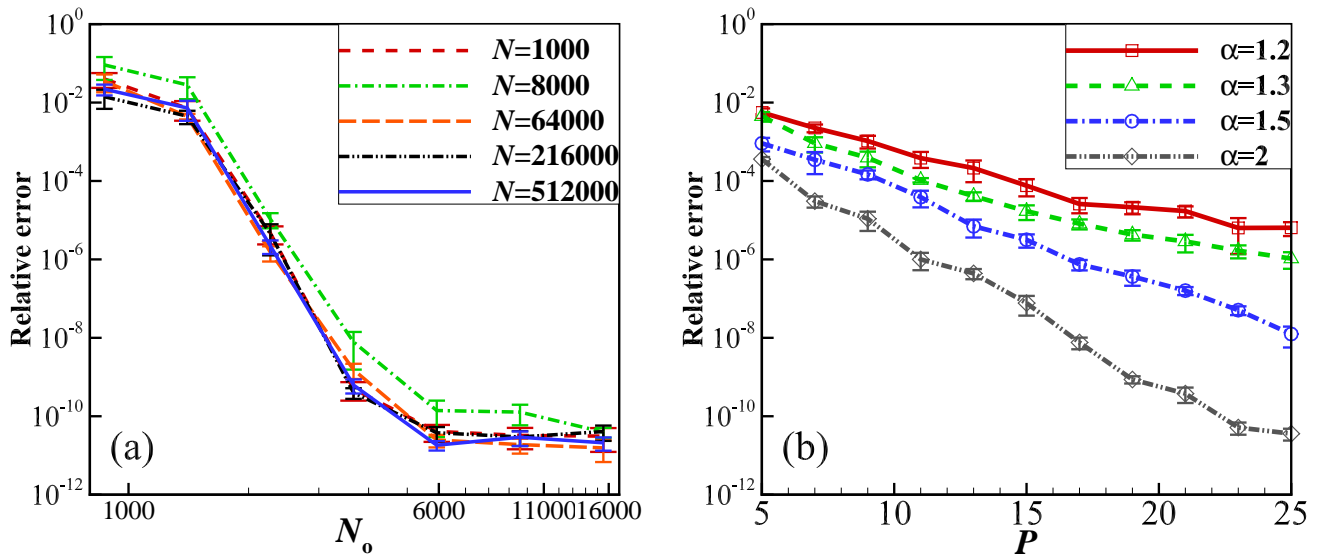 Relative error
10^0
10^-2
10^-4
10^-6
10^-8
10^-10
10^-12
N=1000
N=8000
N=64000
N=216000
N=512000
(a)
1000
6000
11000
16000
N_o
Relative error
10^0
10^-2
10^-4
10^-6
10^-8
10^-10
10^-12
α=1.2
α=1.3
α=1.5
α=2
(b)
5
10
15
20
25
P